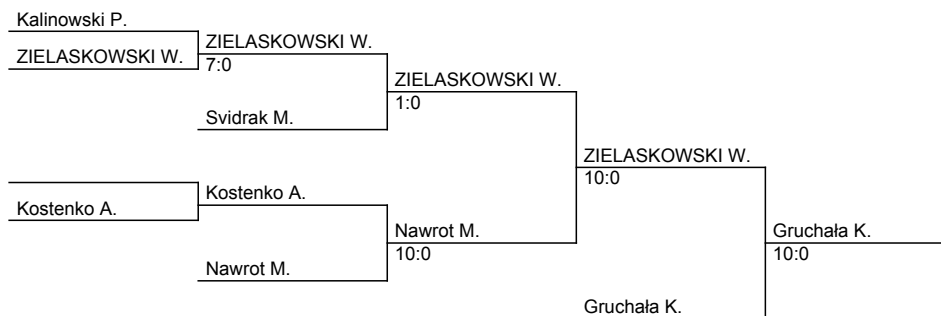 Kalinowski P.
ZIELASKOWSKI W.
ZIELASKOWSKI W.
7:0
ZIELASKOWSKI W.
1:0
Svidrak M.
ZIELASKOWSKI W.
10:0
Kostenko A.
Kostenko A.
Nawrot M.
10:0
Gruchała K.
10:0
Nawrot M.
Gruchała K.